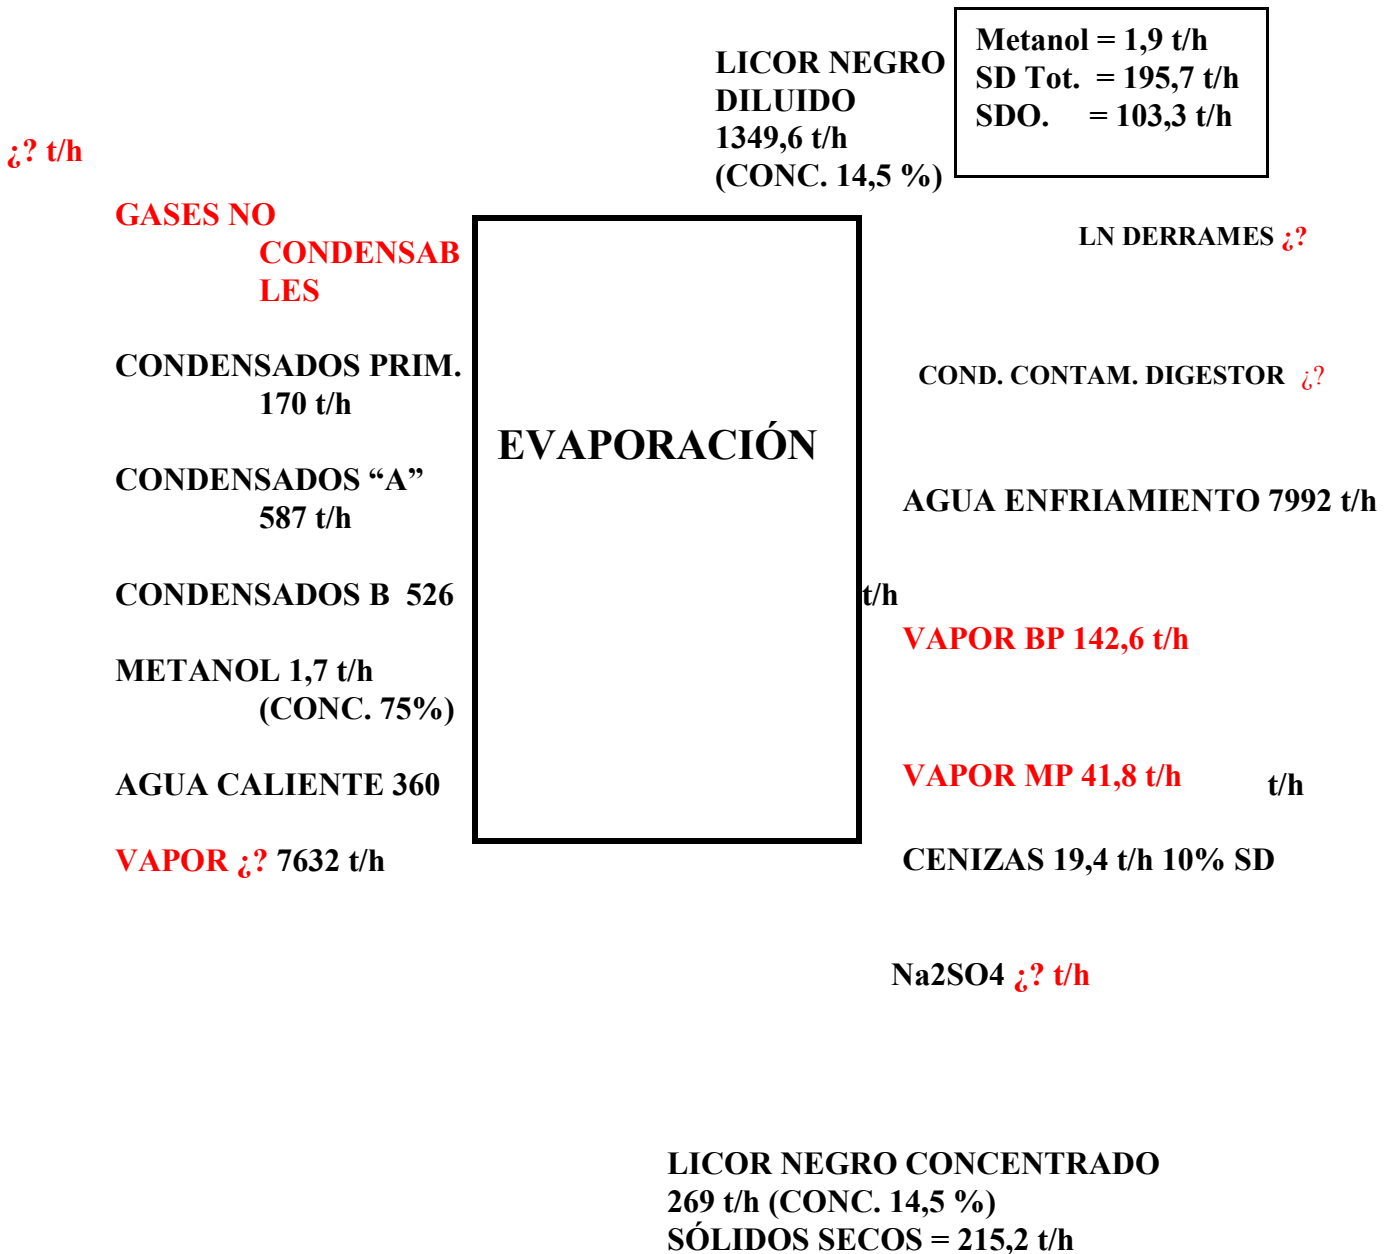 LICOR NEGRO
DILUIDO
1349,6 t/h
(CONC. 14,5 %)
Metanol = 1,9 t/h
SD Tot. = 195,7 t/h
SDO. = 103,3 t/h
¿? t/h
GASES NO
CONDENSAB
LES
CONDENSADOS PRIM.
170 t/h
CONDENSADOS “A”
587 t/h
CONDENSADOS B 526
t/h
METANOL 1,7 t/h
(CONC. 75%)
AGUA CALIENTE 360
t/h
VAPOR ¿? 7632 t/h
EVAPORACIÓN
LN DERRAMES ¿?
COND. CONTAM. DIGESTOR ¿?
AGUA ENFRIAMIENTO 7992 t/h
VAPOR BP 142,6 t/h
VAPOR MP 41,8 t/h
CENIZAS 19,4 t/h 10% SD
Na2SO4 ¿? t/h
LICOR NEGRO CONCENTRADO
269 t/h (CONC. 14,5 %)
SÓLIDOS SECOS = 215,2 t/h